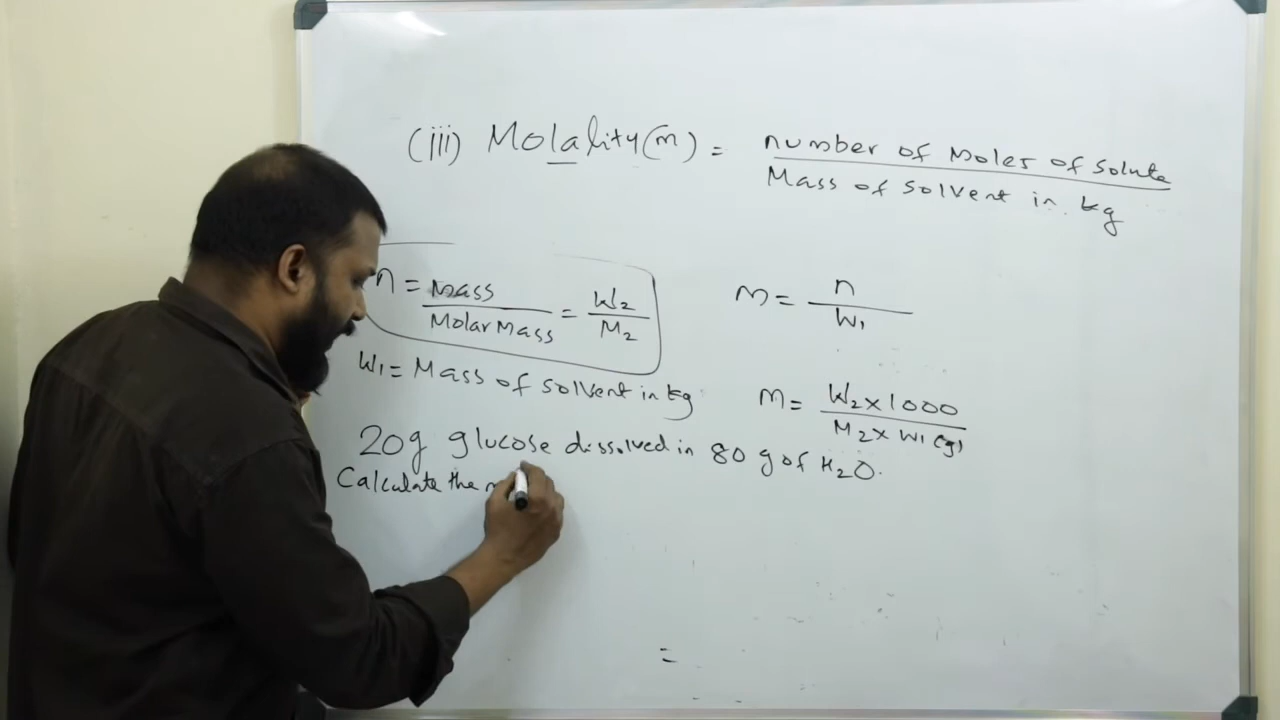 (iii) Molality(m) = number of moles of solute
Mass of solvent in kg
n = mass = W2
Molar Mass M2
m = n
W1
W1 = Mass of solvent in kg
m = W2 x 1000
M2 x W1 (g)
20g glucose dissolved in 80 g of H2O.
Calculate the
=